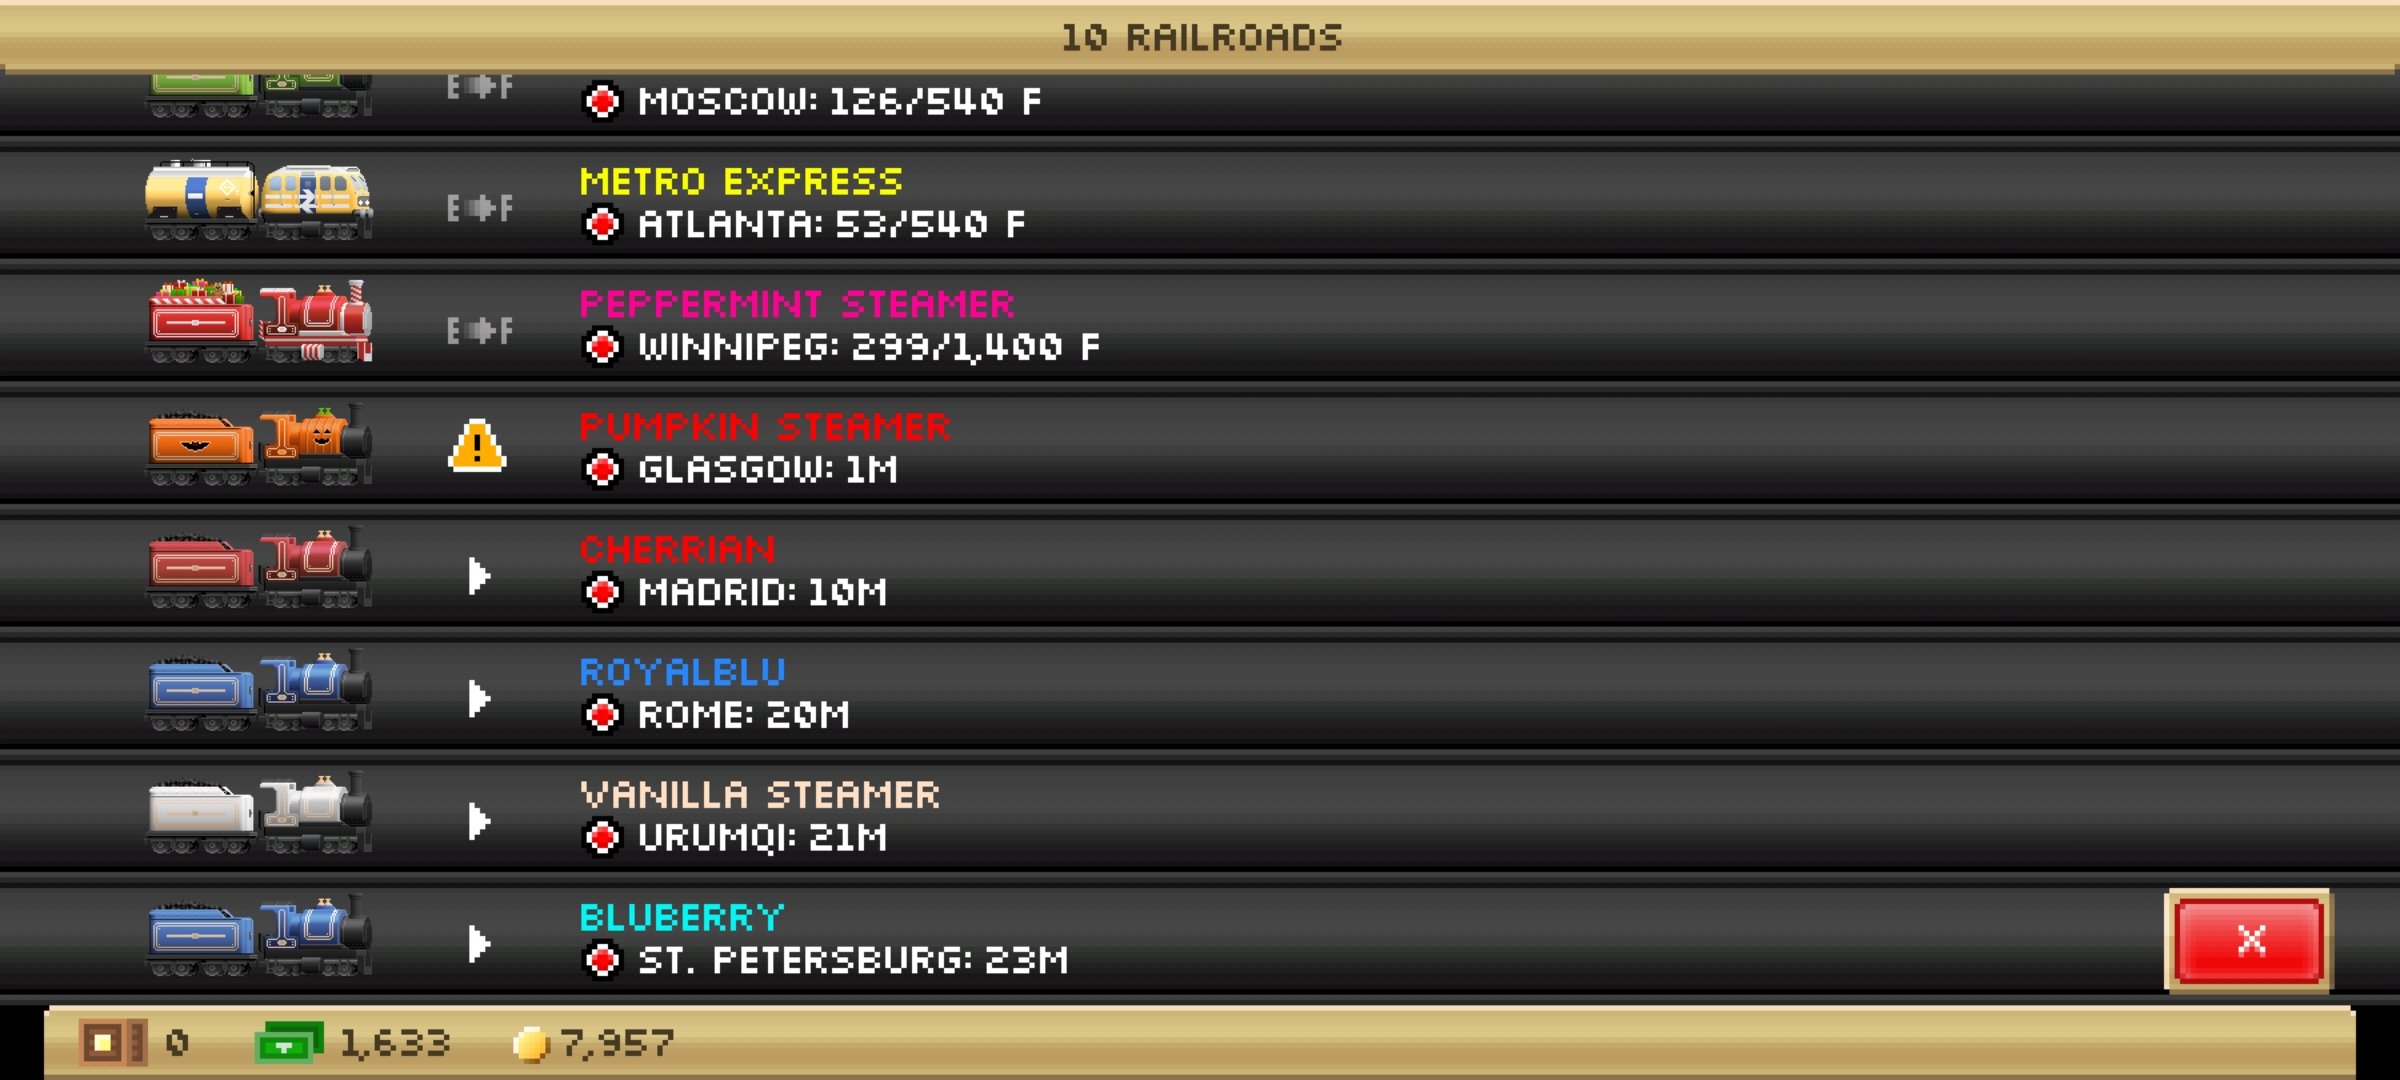 10 RAILROADS
E F
MOSCOW: 126/540 F
METRO EXPRESS
E F
ATLANTA: 53/540 F
PEPPERMINT STEAMER
E F
WINNIPEG: 299/1,400 F
PUMPKIN STEAMER
!
GLASGOW: 1M
CHERRIAN
MADRID: 10M
ROYALBLU
ROME: 20M
VANILLA STEAMER
URUMQI: 21M
BLUBERRY
ST. PETERSBURG: 23M
X
0 1,633 7,957